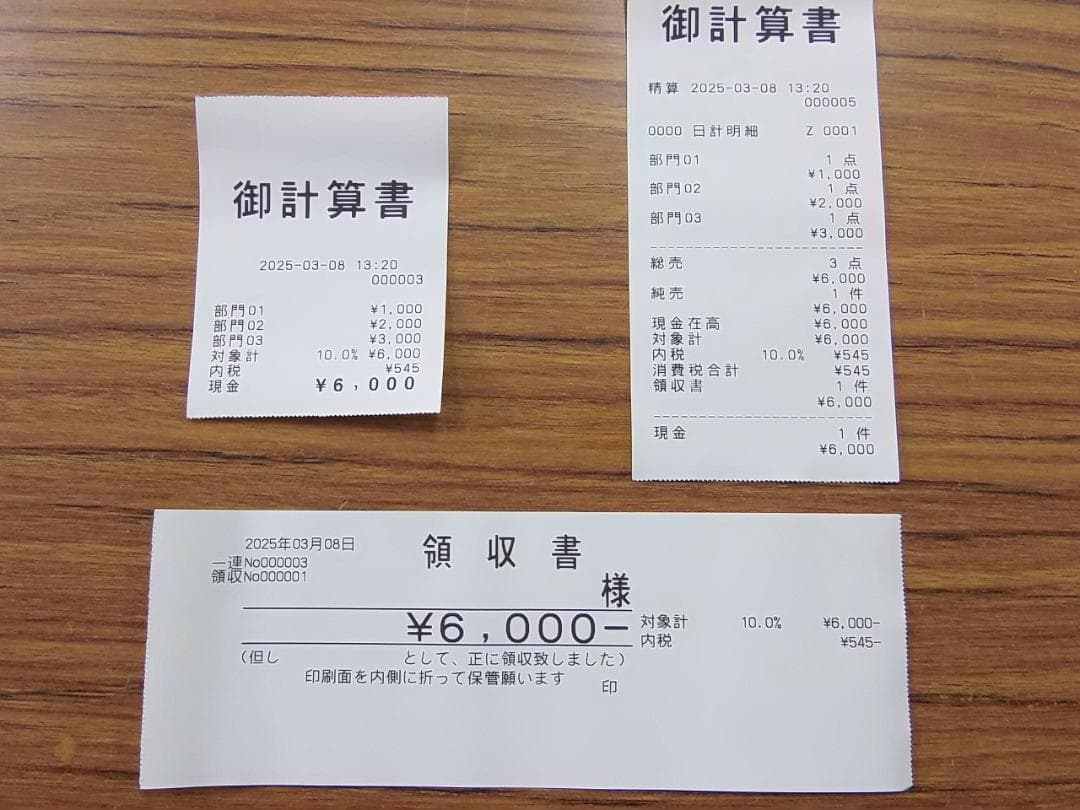 御計算書
2025-03-08 13:20
000003
部門01 ¥1,000
部門02 ¥2,000
部門03 ¥3,000
対象計 10.0% ¥6,000
内税 ¥545
現金 ¥6,000
御計算書
精算 2025-03-08 13:20
000005
0000 日計明細 Z 0001
部門01 1 点
¥1,000
部門02 1 点
¥2,000
部門03 1 点
¥3,000
総売 3 点
¥6,000
純売 1 件
¥6,000
現金在高 ¥6,000
対象計 ¥6,000
内税 10.0% ¥545
消費税合計 ¥545
領収書 1 件
¥6,000
現金 1 件
¥6,000
2025年03月08日 領収書
一連No000003
領収No000001
様
¥6,000-
対象計 10.0% ¥6,000-
内税 ¥545-
(但し として、正に領収致しました)
印刷面を内側に折って保管願います 印